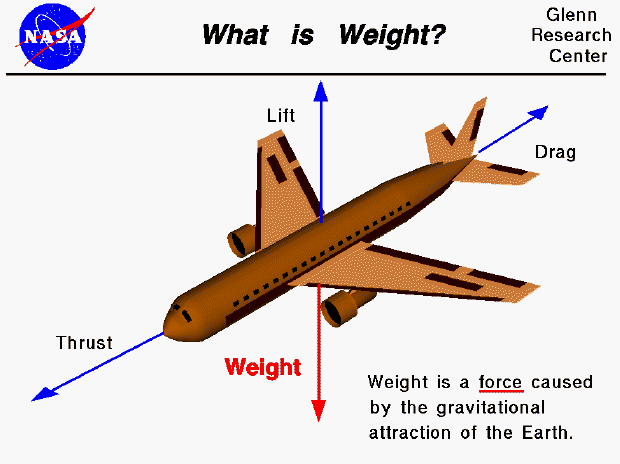 NASA
What is Weight?
Glenn
Research
Center
Lift
Drag
Thrust
Weight
Weight is a force caused
by the gravitational
attraction of the Earth.